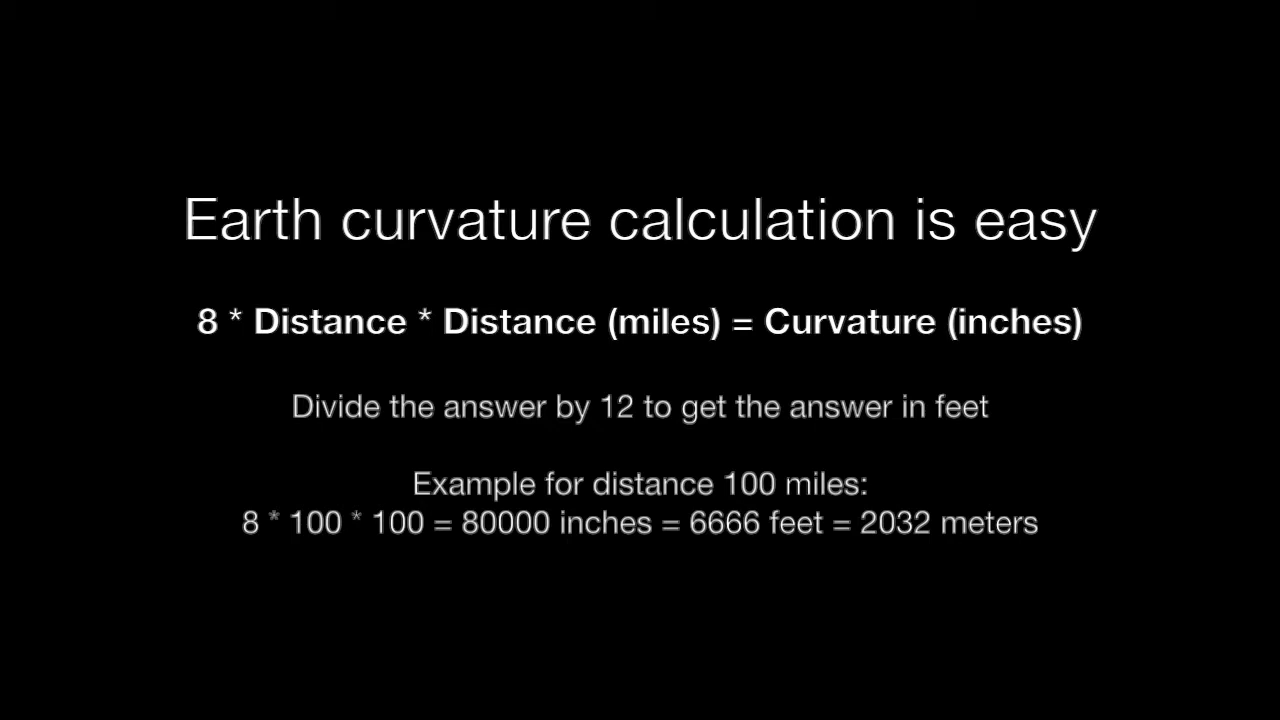 Earth curvature calculation is easy
8 * Distance * Distance (miles) = Curvature (inches)
Divide the answer by 12 to get the answer in feet
Example for distance 100 miles:
8 * 100 * 100 = 80000 inches = 6666 feet = 2032 meters